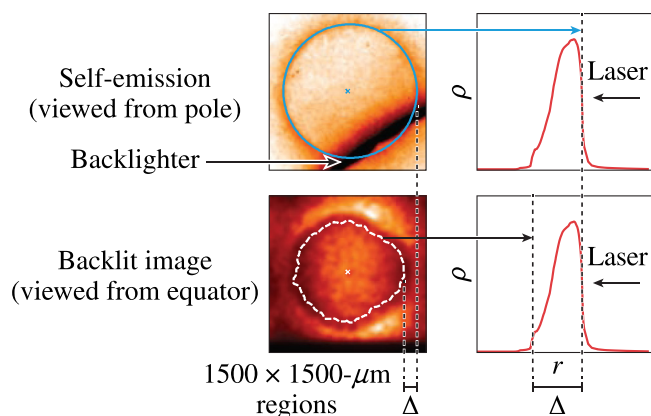 Self-emission
(viewed from pole)
Backlighter
ρ
Laser
Backlit image
(viewed from equator)
ρ
Laser
1500 × 1500-μm
regions
Δ
r
Δ